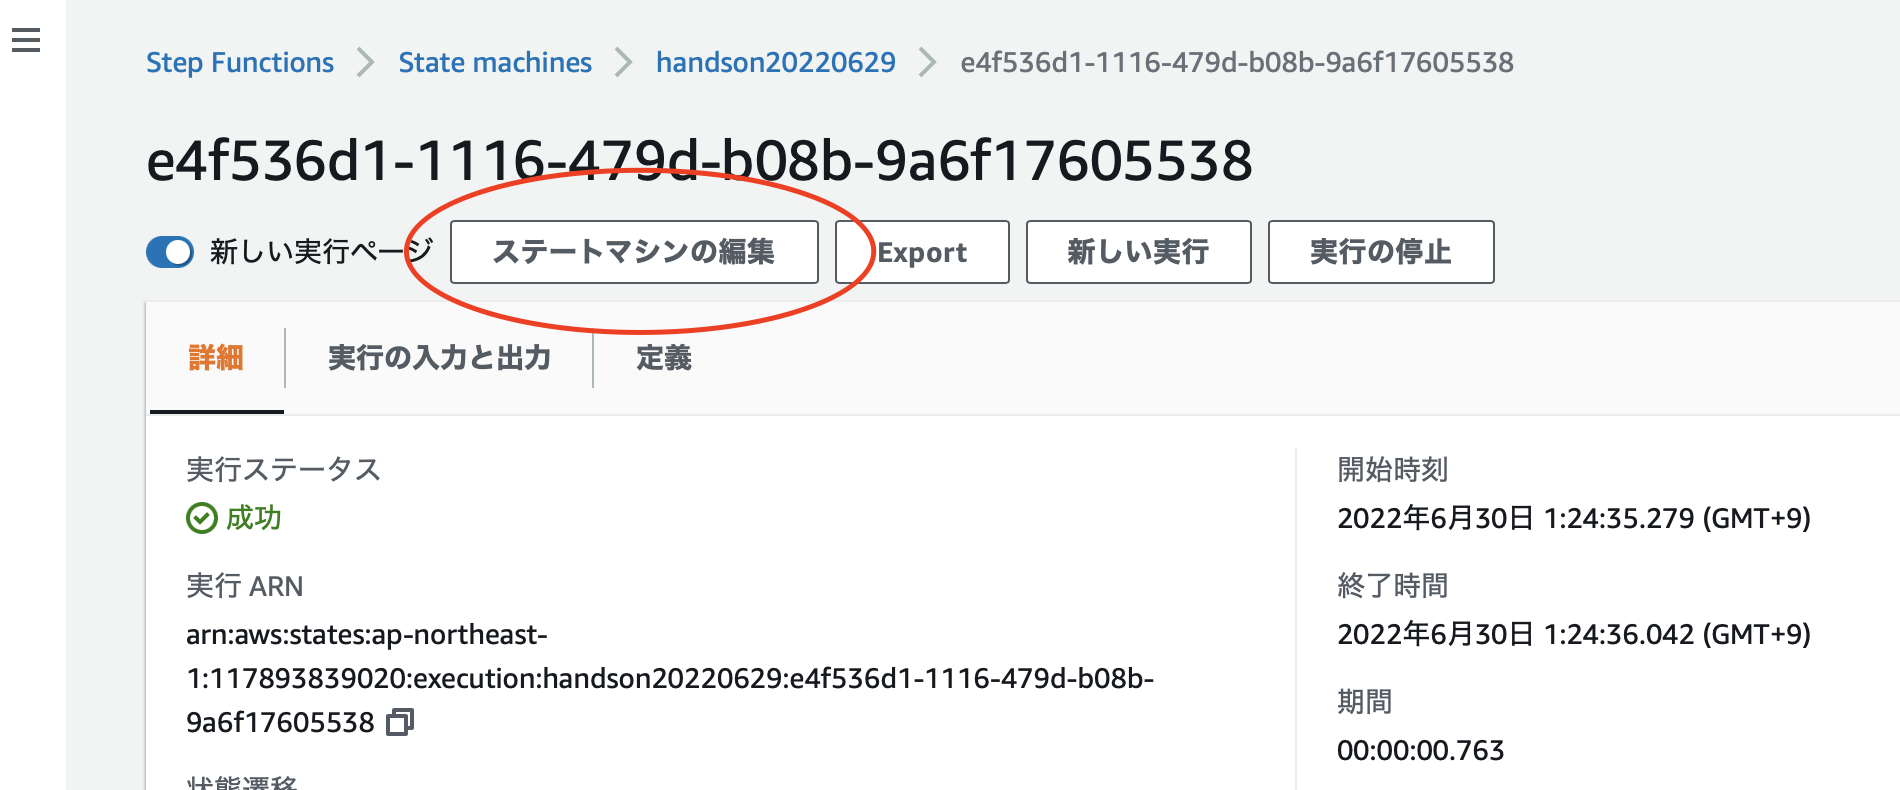 Step Functions > State machines > handson20220629 > e4f536d1-1116-479d-b08b-9a6f17605538
e4f536d1-1116-479d-b08b-9a6f17605538
新しい実行ページ ステートマシンの編集 Export 新しい実行 実行の停止
詳細 実行の入力と出力 定義
実行ステータス
成功
実行 ARN
arn:aws:states:ap-northeast-
1:117893839020:execution:handson20220629:e4f536d1-1116-479d-b08b-
9a6f17605538
状態遷移
開始時刻
2022年6月30日 1:24:35.279 (GMT+9)
終了時間
2022年6月30日 1:24:36.042 (GMT+9)
期間
00:00:00.763